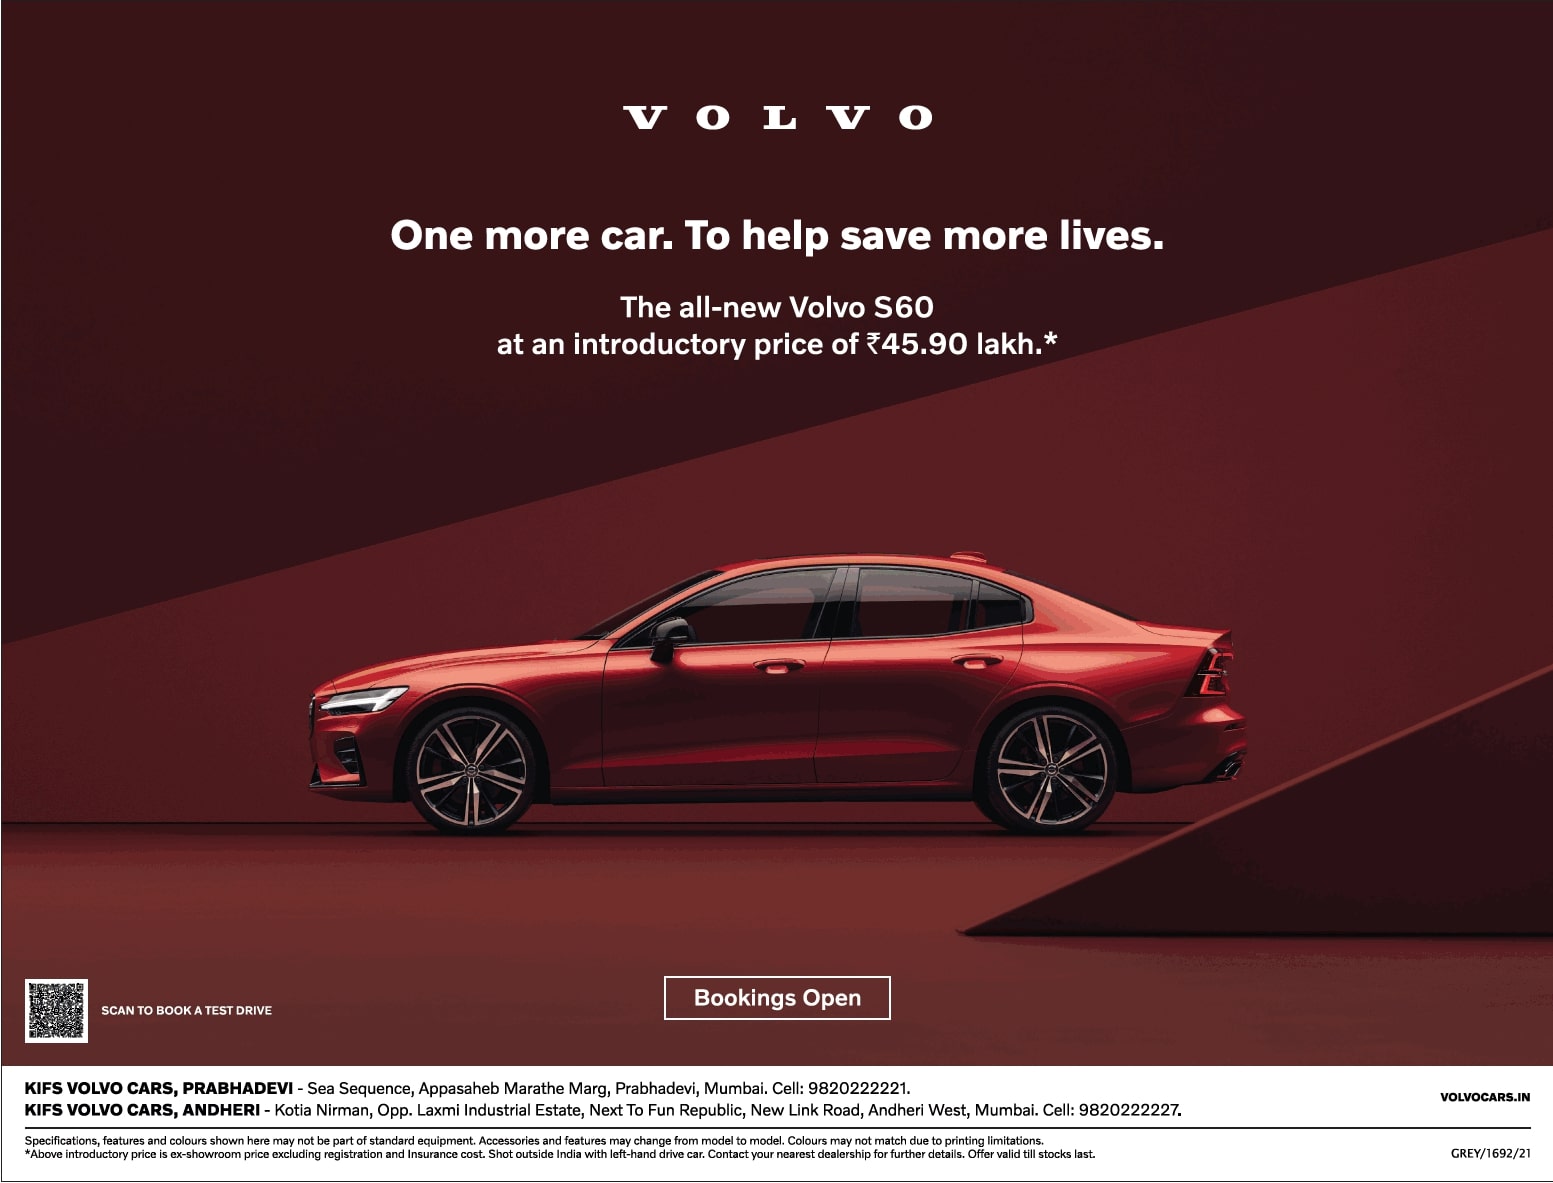 VOLVO
One more car. To help save more lives.
The all-new Volvo S60
at an introductory price of ₹45.90 lakh.*
Bookings Open
SCAN TO BOOK A TEST DRIVE
KIFS VOLVO CARS, PRABHADEVI - Sea Sequence, Appasaheb Marathe Marg, Prabhadevi, Mumbai. Cell: 9820222221.
KIFS VOLVO CARS, ANDHERI - Kotia Nirman, Opp. Laxmi Industrial Estate, Next To Fun Republic, New Link Road, Andheri West, Mumbai. Cell: 9820222227.
VOLVOCARS.IN
Specifications, features and colours shown here may not be part of standard equipment. Accessories and features may change from model to model. Colours may not match due to printing limitations.
*Above introductory price is ex-showroom price excluding registration and Insurance cost. Shot outside India with left-hand drive car. Contact your nearest dealership for further details. Offer valid till stocks last.
GREY/1692/21